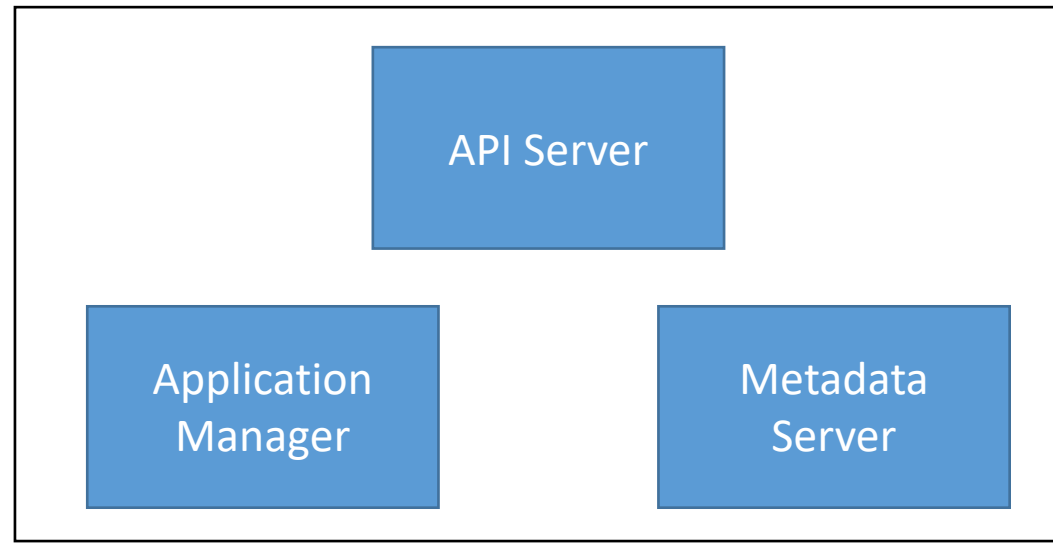 API Server
Application
Manager
Metadata
Server